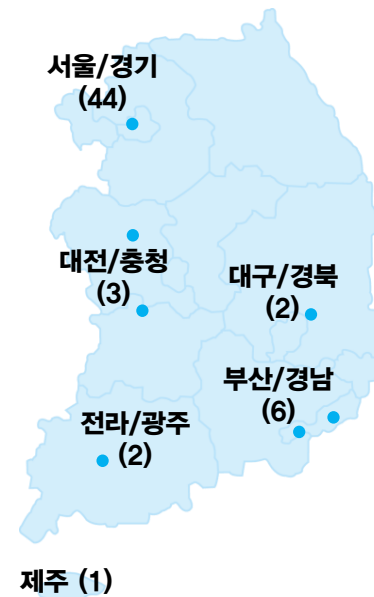 서울/경기
(44)
대전/충청
(3)
대구/경북
(2)
부산/경남
(6)
전라/광주
(2)
제주 (1)